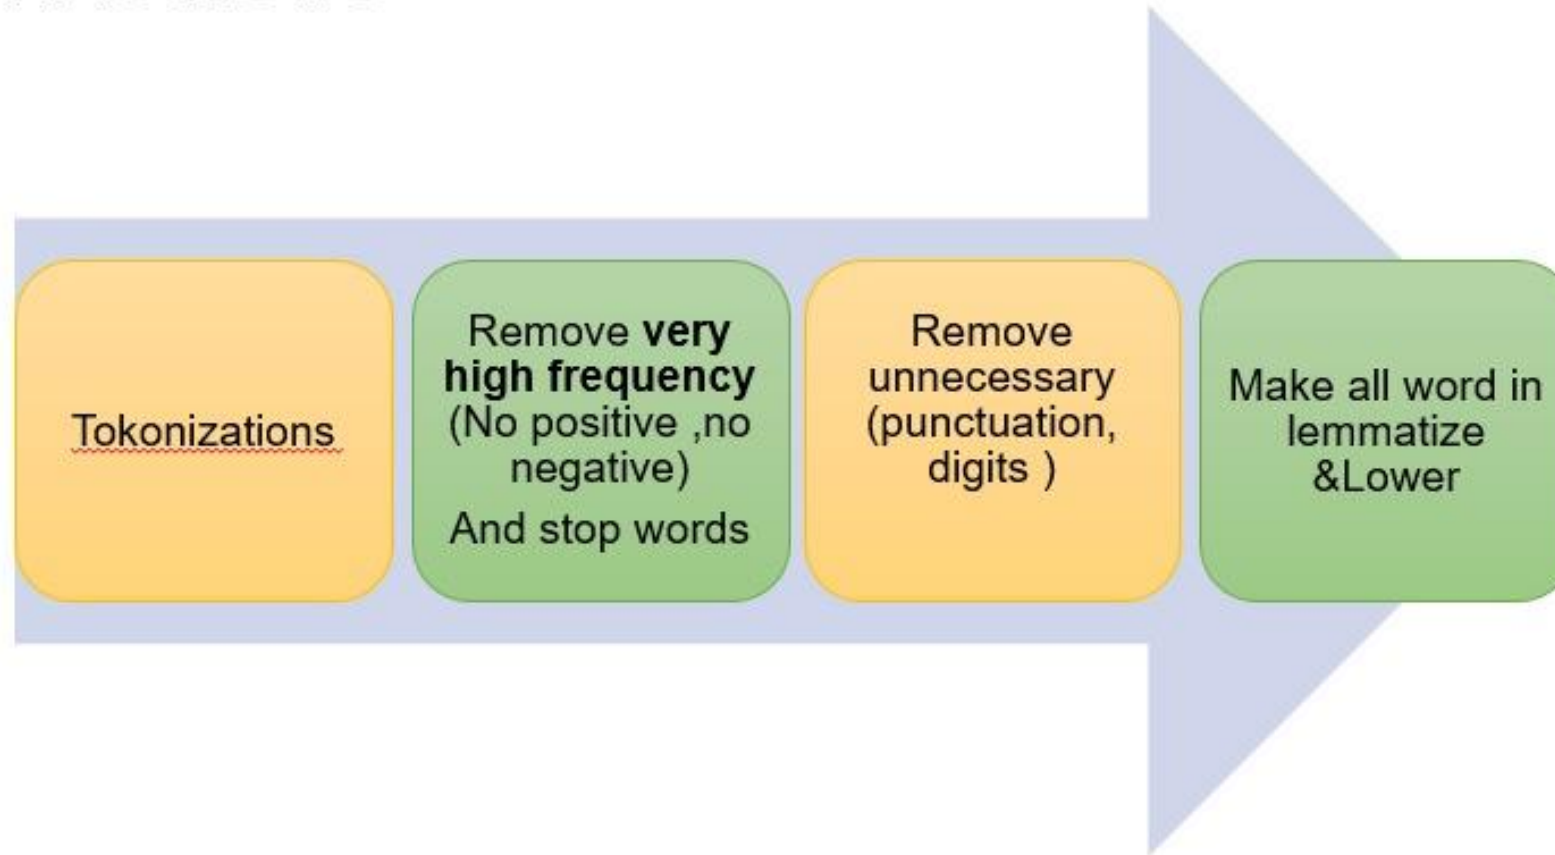 Tokonizations
Remove very
high frequency
(No positive ,no
negative)
And stop words
Remove
unnecessary
(punctuation,
digits )
Make all word in
lemmatize
&Lower